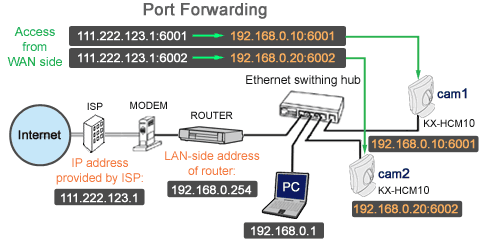 Port Forwarding
Access
from
WAN side
111.222.123.1:6001
192.168.0.10:6001
111.222.123.1:6002
192.168.0.20:6002
Ethernet swithing hub
cam1
KX-HCM10
192.168.0.10:6001
ISP
MODEM
ROUTER
Internet
IP address
provided by ISP:
111.222.123.1
LAN-side address
of router:
192.168.0.254
PC
192.168.0.1
cam2
KX-HCM10
192.168.0.20:6002